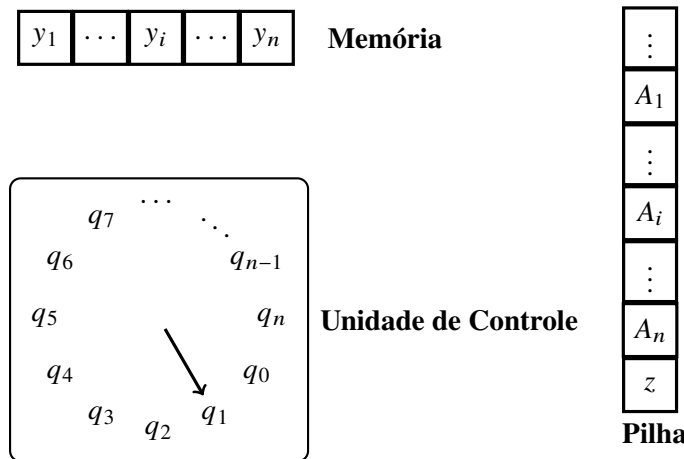 y₁ ⋯ yᵢ ⋯ yₙ Memória
⋮
A₁
⋮
Aᵢ
⋮
Aₙ
z
Pilha
⋯
q₇ ⋱
q₆ qₙ₋₁
q₅ qₙ Unidade de Controle
q₄ q₀
q₃ q₂ q₁